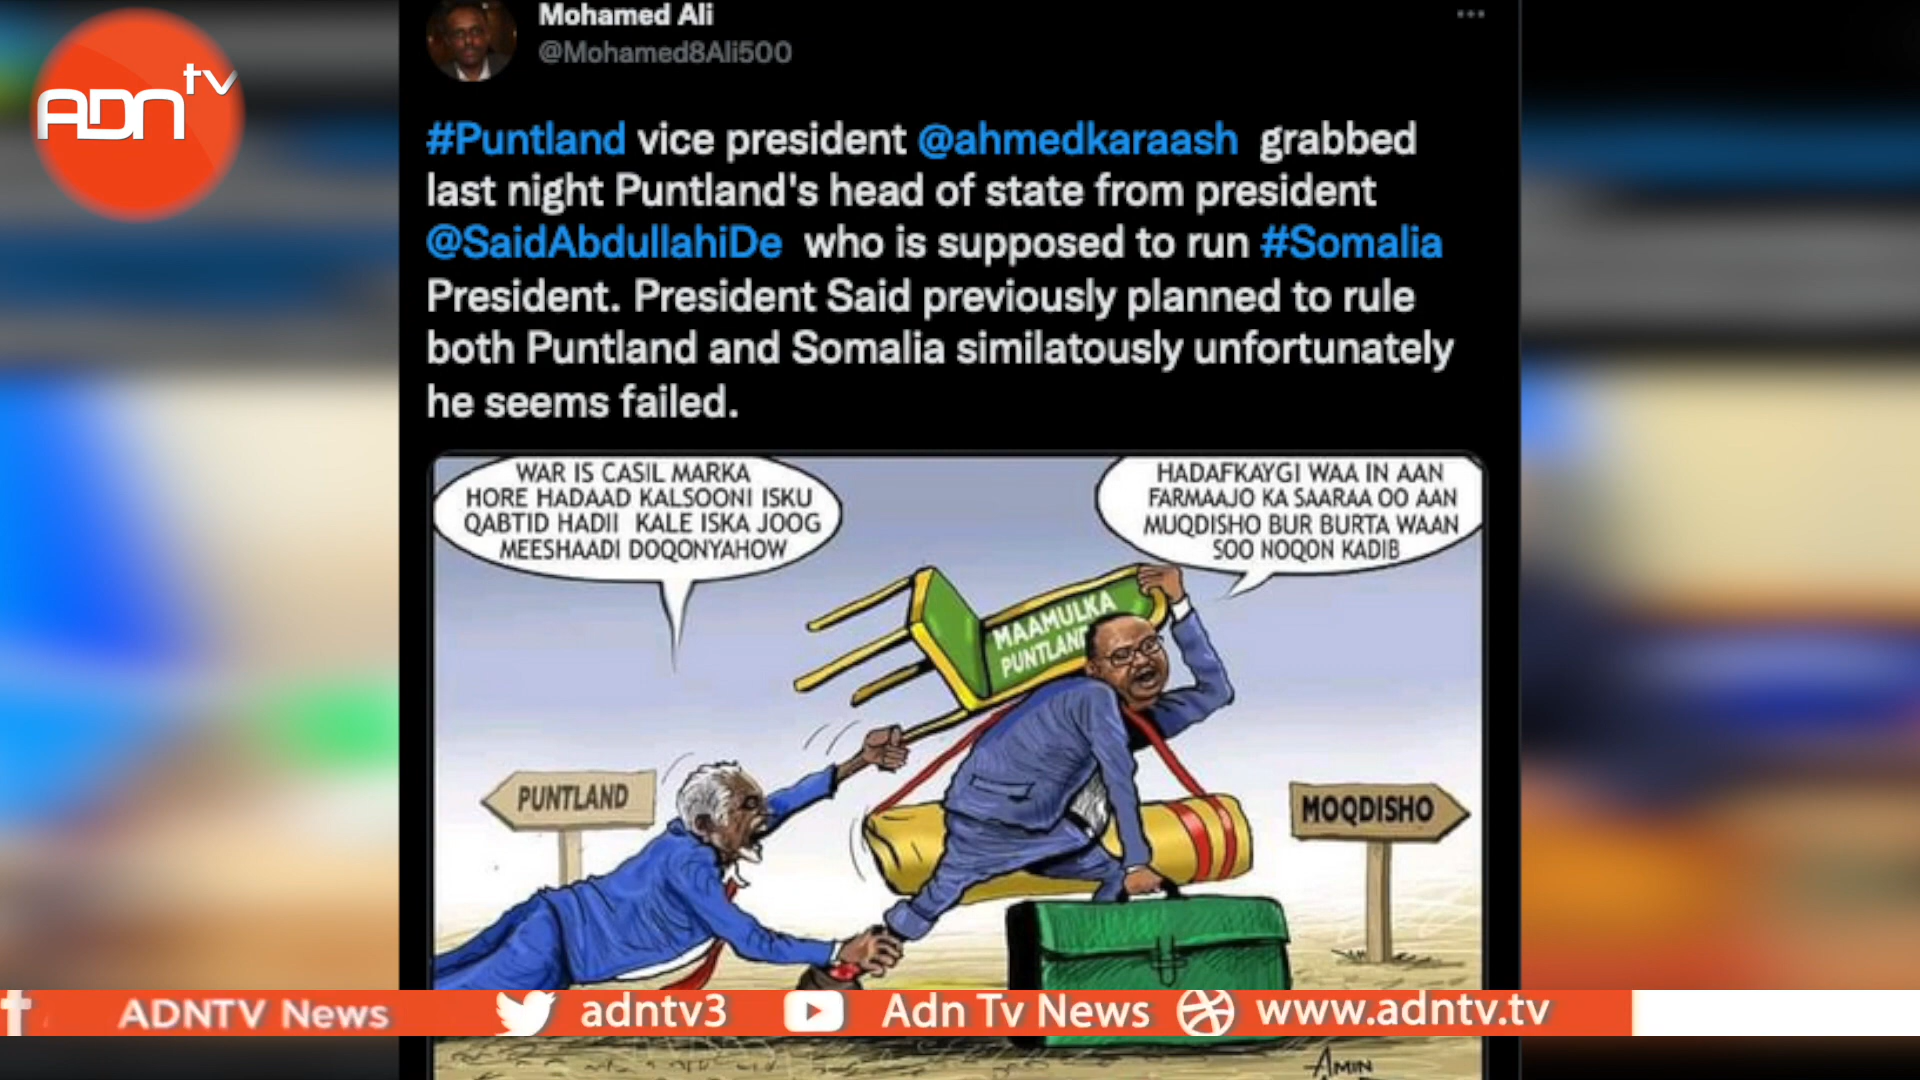 ADN tv
Mohamed Ali
@Mohamed8Ali500
#Puntland vice president @ahmedkaraash grabbed
last night Puntland's head of state from president
@SaidAbdullahiDe who is supposed to run #Somalia
President. President Said previously planned to rule
both Puntland and Somalia similatously unfortunately
he seems failed.
WAR IS CASIL MARKA
HORE HADAAD KALSOONI ISKU
QABTID HADII KALE ISKA JOOG
MEESHAADI DOQONYAHOW
HADAFKAYGI WAA IN AAN
FARMAAJO KA SAARAA OO AAN
MUQDISHO BUR BURTA WAAN
SOO NOQON KADIB
MAAMULKA
PUNTLAND
PUNTLAND
MOQDISHO
ADNTV News
adntv3
Adn Tv News
www.adntv.tv
AMIN